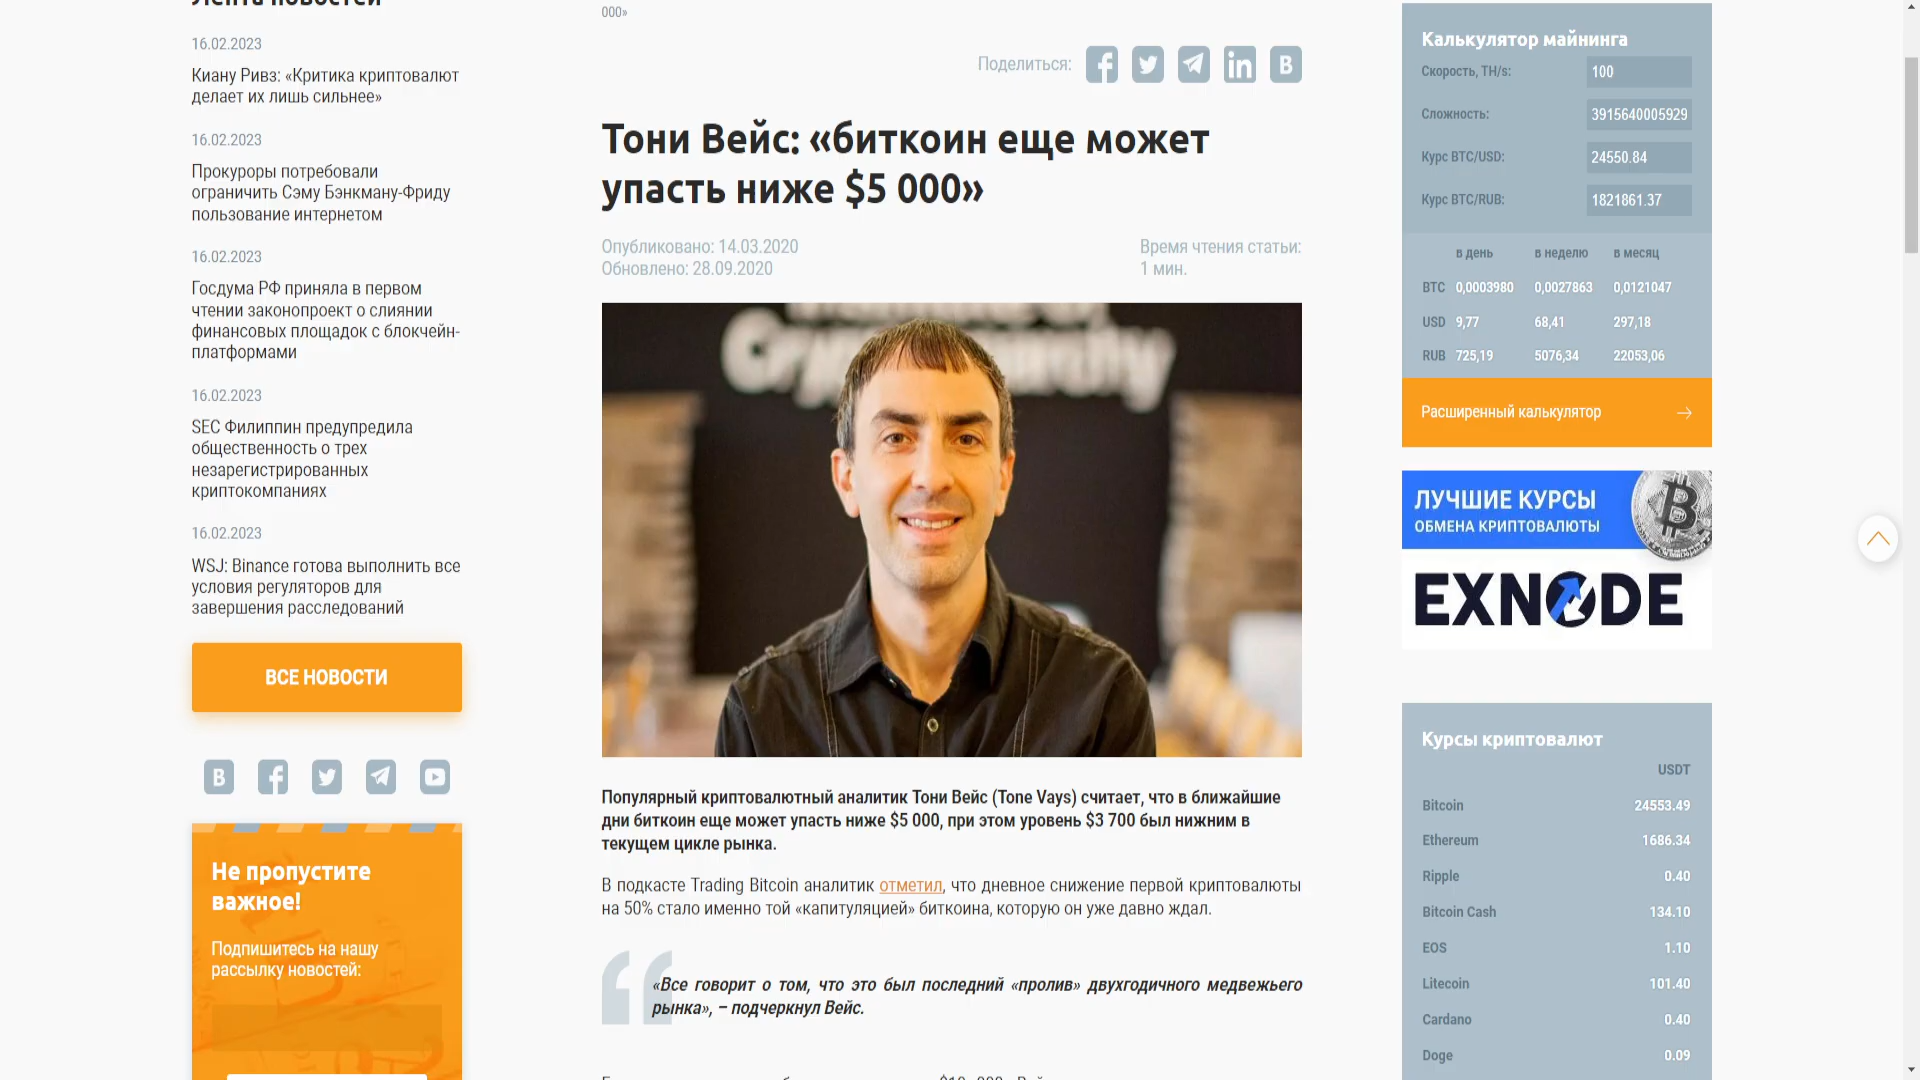 Лента новостей
16.02.2023
Киану Ривз: «Критика криптовалют
делает их лишь сильнее»
16.02.2023
Прокуроры потребовали
ограничить Сэму Бэнкману-Фриду
пользование интернетом
16.02.2023
Госдума РФ приняла в первом
чтении законопроект о слиянии
финансовых площадок с блокчейн-
платформами
16.02.2023
SEC Филиппин предупредила
общественность о трех
незарегистрированных
криптокомпаниях
16.02.2023
WSJ: Binance готова выполнить все
условия регуляторов для
завершения расследований
ВСЕ НОВОСТИ
Не пропустите
важное!
Подпишитесь на нашу
рассылку новостей:
000»
Поделиться:
Тони Вейс: «биткоин еще может
упасть ниже $5 000»
Опубликовано: 14.03.2020
Обновлено: 28.09.2020
Время чтения статьи:
1 мин.
Популярный криптовалютный аналитик Тони Вейс (Tone Vays) считает, что в ближайшие
дни биткоин еще может упасть ниже $5 000, при этом уровень $3 700 был нижним в
текущем цикле рынка.
В подкасте Trading Bitcoin аналитик отметил, что дневное снижение первой криптовалюты
на 50% стало именно той «капитуляцией» биткоина, которую он уже давно ждал.
«Все говорит о том, что это был последний «пролив» двухгодичного медвежьего
рынка», – подчеркнул Вейс.
Калькулятор майнинга
Скорость, TH/s: 100
Сложность: 3915640005929
Курс BTC/USD: 24550.84
Курс BTC/RUB: 1821861.37
в день в неделю в месяц
BTC 0,0003980 0,0027863 0,0121047
USD 9,77 68,41 297,18
RUB 725,19 5076,34 22053,06
Расширенный калькулятор
ЛУЧШИЕ КУРСЫ
ОБМЕНА КРИПТОВАЛЮТЫ
EXNODE
Курсы криптовалют
USDT
Bitcoin 24553.49
Ethereum 1686.34
Ripple 0.40
Bitcoin Cash 134.10
EOS 1.10
Litecoin 101.40
Cardano 0.40
Doge 0.09